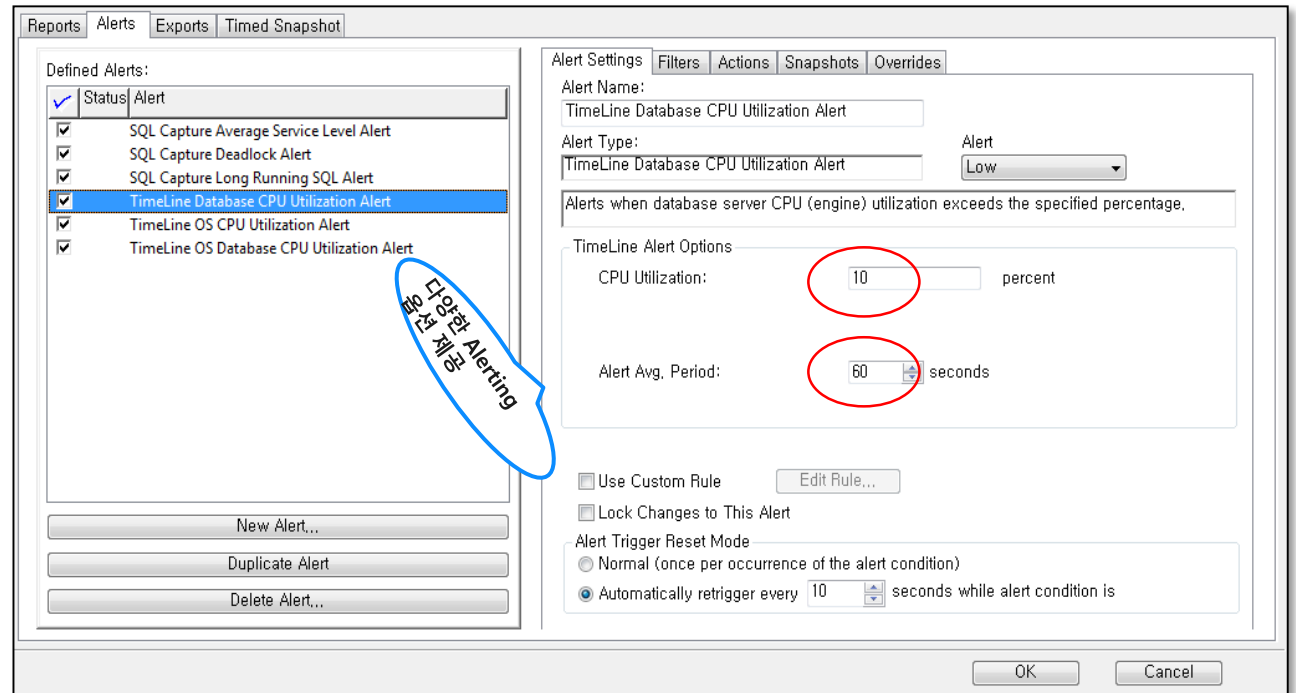 Reports Alerts Exports Timed Snapshot
Defined Alerts:
Status Alert
SQL Capture Average Service Level Alert
SQL Capture Deadlock Alert
SQL Capture Long Running SQL Alert
TimeLine Database CPU Utilization Alert
TimeLine OS CPU Utilization Alert
TimeLine OS Database CPU Utilization Alert
다양한 Alerting
옵션 제공
New Alert...
Duplicate Alert
Delete Alert...
Alert Settings Filters Actions Snapshots Overrides
Alert Name:
TimeLine Database CPU Utilization Alert
Alert Type: Alert
TimeLine Database CPU Utilization Alert Low
Alerts when database server CPU (engine) utilization exceeds the specified percentage.
TimeLine Alert Options
CPU Utilization: 10 percent
Alert Avg. Period: 60 seconds
Use Custom Rule Edit Rule...
Lock Changes to This Alert
Alert Trigger Reset Mode
Normal (once per occurrence of the alert condition)
Automatically retrigger every 10 seconds while alert condition is
OK Cancel